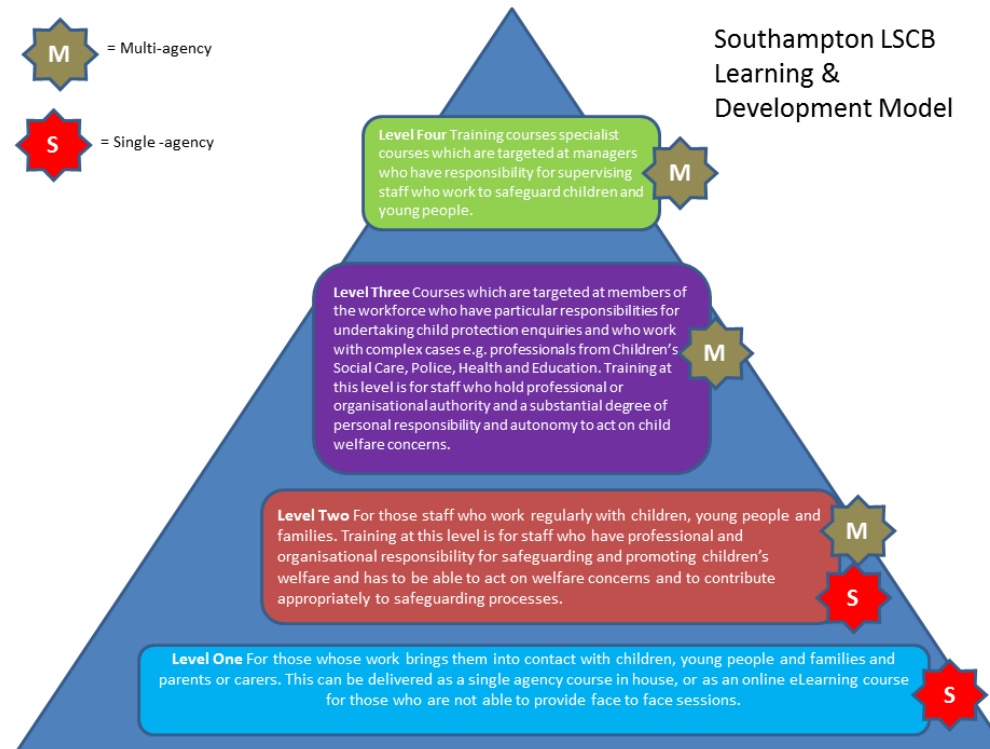 M = Multi-agency
S = Single -agency
Southampton LSCB
Learning &
Development Model
Level Four Training courses specialist
courses which are targeted at managers
who have responsibility for supervising
staff who work to safeguard children and
young people.
M
Level Three Courses which are targeted at members of
the workforce who have particular responsibilities for
undertaking child protection enquiries and who work
with complex cases e.g. professionals from Children's
Social Care, Police, Health and Education. Training at
this level is for staff who hold professional or
organisational authority and a substantial degree of
personal responsibility and autonomy to act on child
welfare concerns.
M
Level Two For those staff who work regularly with children, young people and
families. Training at this level is for staff who have professional and
organisational responsibility for safeguarding and promoting children's
welfare and has to be able to act on welfare concerns and to contribute
appropriately to safeguarding processes.
M
S
Level One For those whose work brings them into contact with children, young people and families and
parents or carers. This can be delivered as a single agency course in house, or as an online eLearning course
for those who are not able to provide face to face sessions.
S